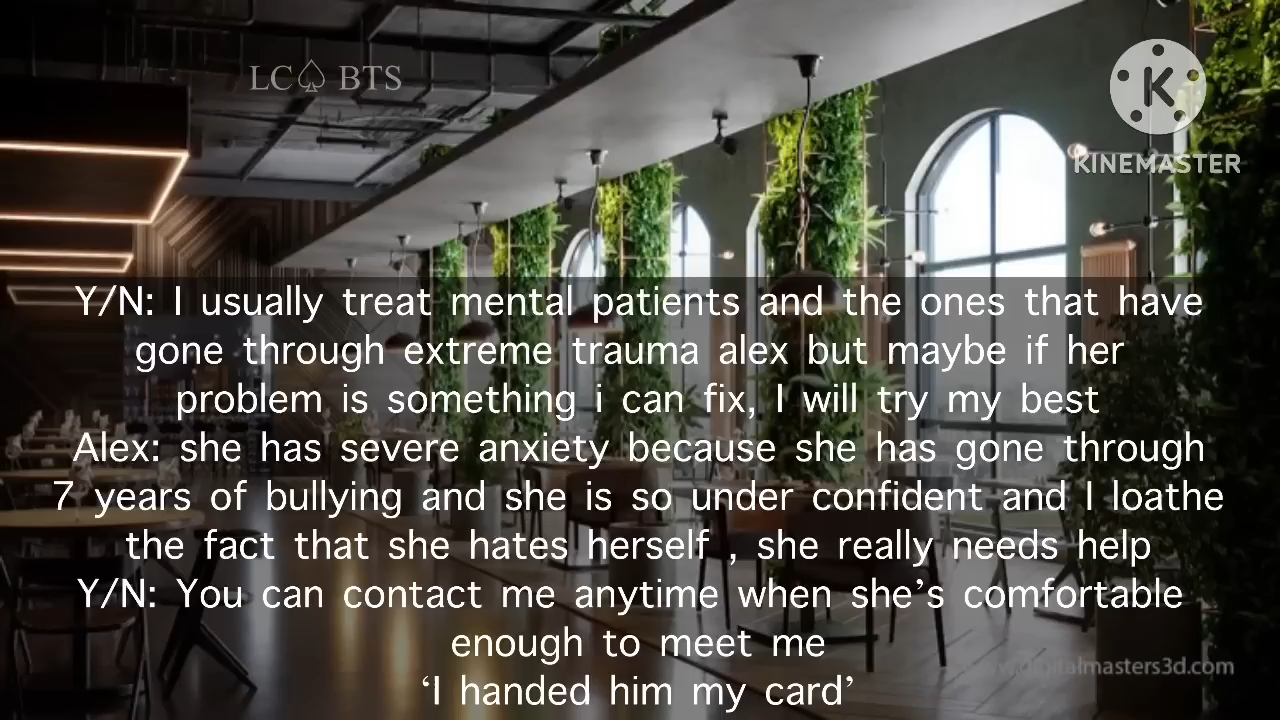 LC BTS
K
KINEMASTER
Y/N: I usually treat mental patients and the ones that have
gone through extreme trauma alex but maybe if her
problem is something i can fix, I will try my best
Alex: she has severe anxiety because she has gone through
7 years of bullying and she is so under confident and I loathe
the fact that she hates herself , she really needs help
Y/N: You can contact me anytime when she’s comfortable
enough to meet me
www.digitalmasters3d.com
‘I handed him my card’